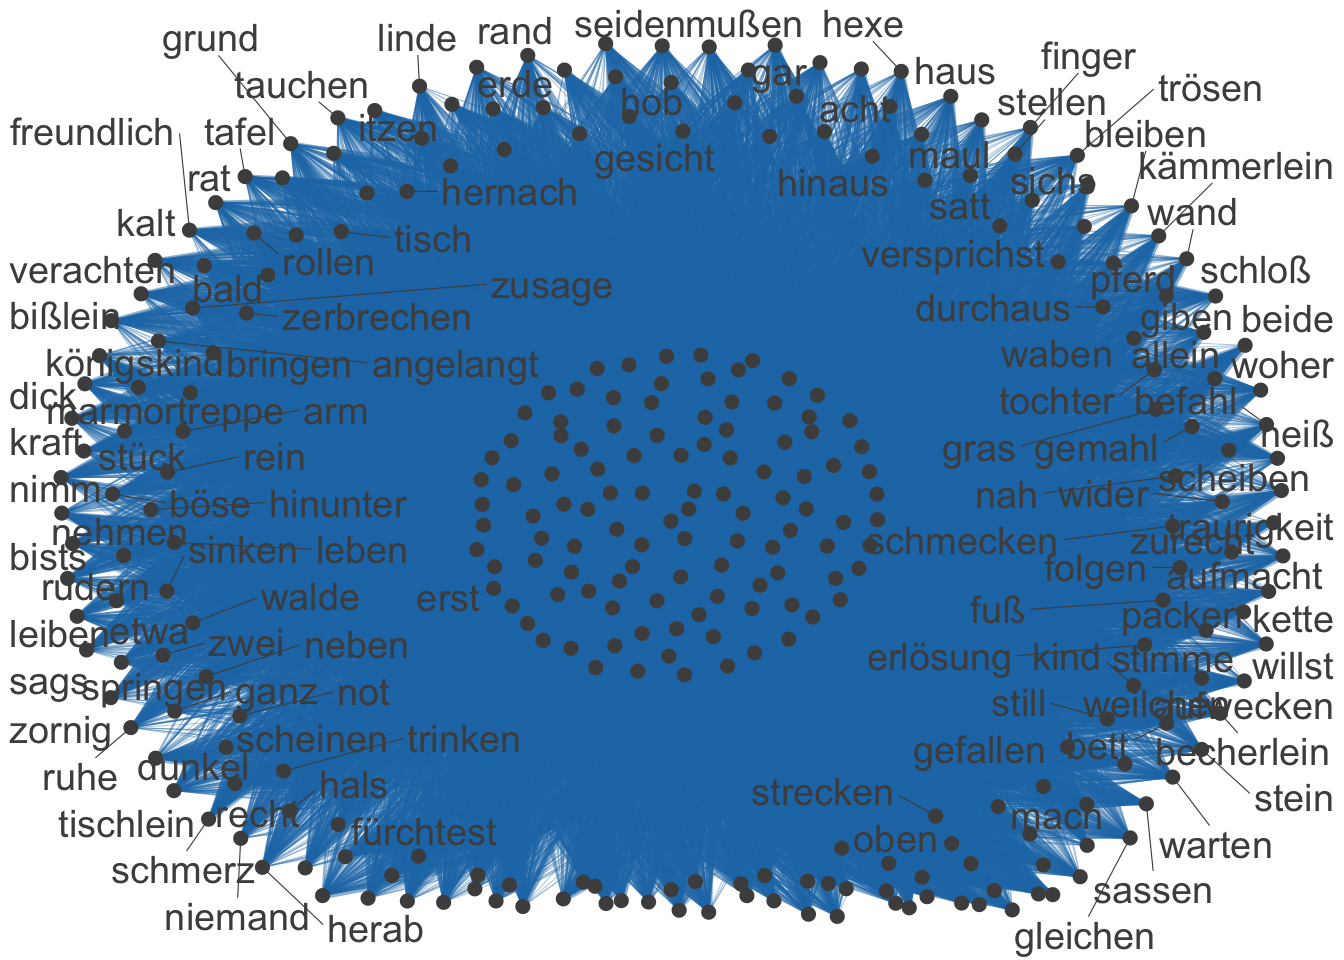 seidenmußen
hexe
rand
linde
grund
finger
haus
gar
erde
tauchen
trösen
stellen
bob
acht
itzen
freundlich
tafel
bleiben
maul
gesicht
kämmerlein
rat
hernach
hinaus
sichs
satt
wand
kalt
tisch
versprichst
verachten
rollen
schloß
pferd
bald
zusage
durchaus
bißlein
zerbrechen
giben
beide
waben
allein
königskind
bringen
angelangt
woher
dick
marmortreppe
arm
tochter
befahl
kraft
stück
rein
gras
gemahl
heiß
nimm
böse
hinunter
nah
wider
scheiben
nehmen
traurigkeit
bists
sinken
leben
schmecken
zurecht
rudern
walde
erst
folgen
aufmacht
fuß
packen
kette
leiben
etwa
zwei
neben
erlösung
kind
stimme
willst
sags
springen
ganz
not
still
weilchen
aufwecken
zornig
scheinen
trinken
gefallen
bett
becherlein
ruhe
dunkel
hals
strecken
stein
tischlein
recht
fürchtest
oben
mach
warten
schmerz
sassen
niemand
herab
gleichen